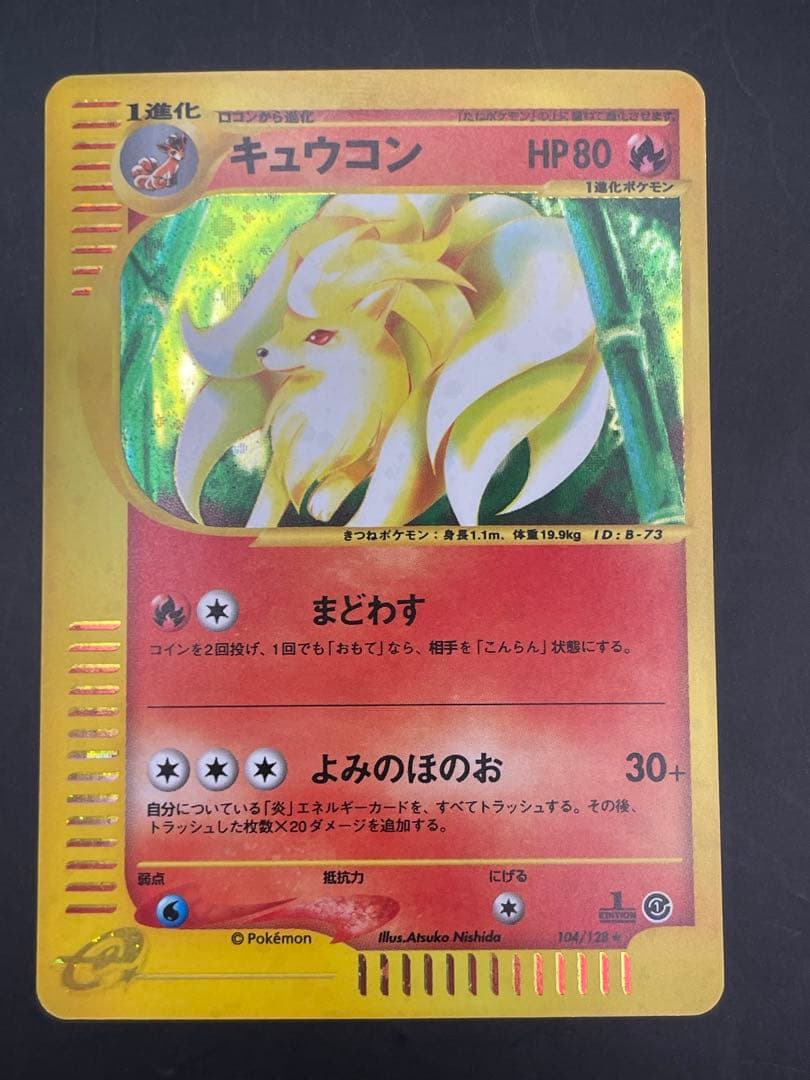 1進化
ロコンから進化
「たねポケモン」の上に重ねて進化させます。
キュウコン
HP80
1進化ポケモン
きつねポケモン：身長1.1m、体重19.9kg ID：B-73
まどわす
コインを2回投げ、1回でも「おもて」なら、相手を「こんらん」状態にする。
よみのほのお 30+
自分についている「炎」エネルギーカードを、すべてトラッシュする。その後、
トラッシュした枚数×20ダメージを追加する。
弱点 抵抗力 にげる
1 EDITION
1
© Pokémon Illus.Atsuko Nishida 104/128 ★
e